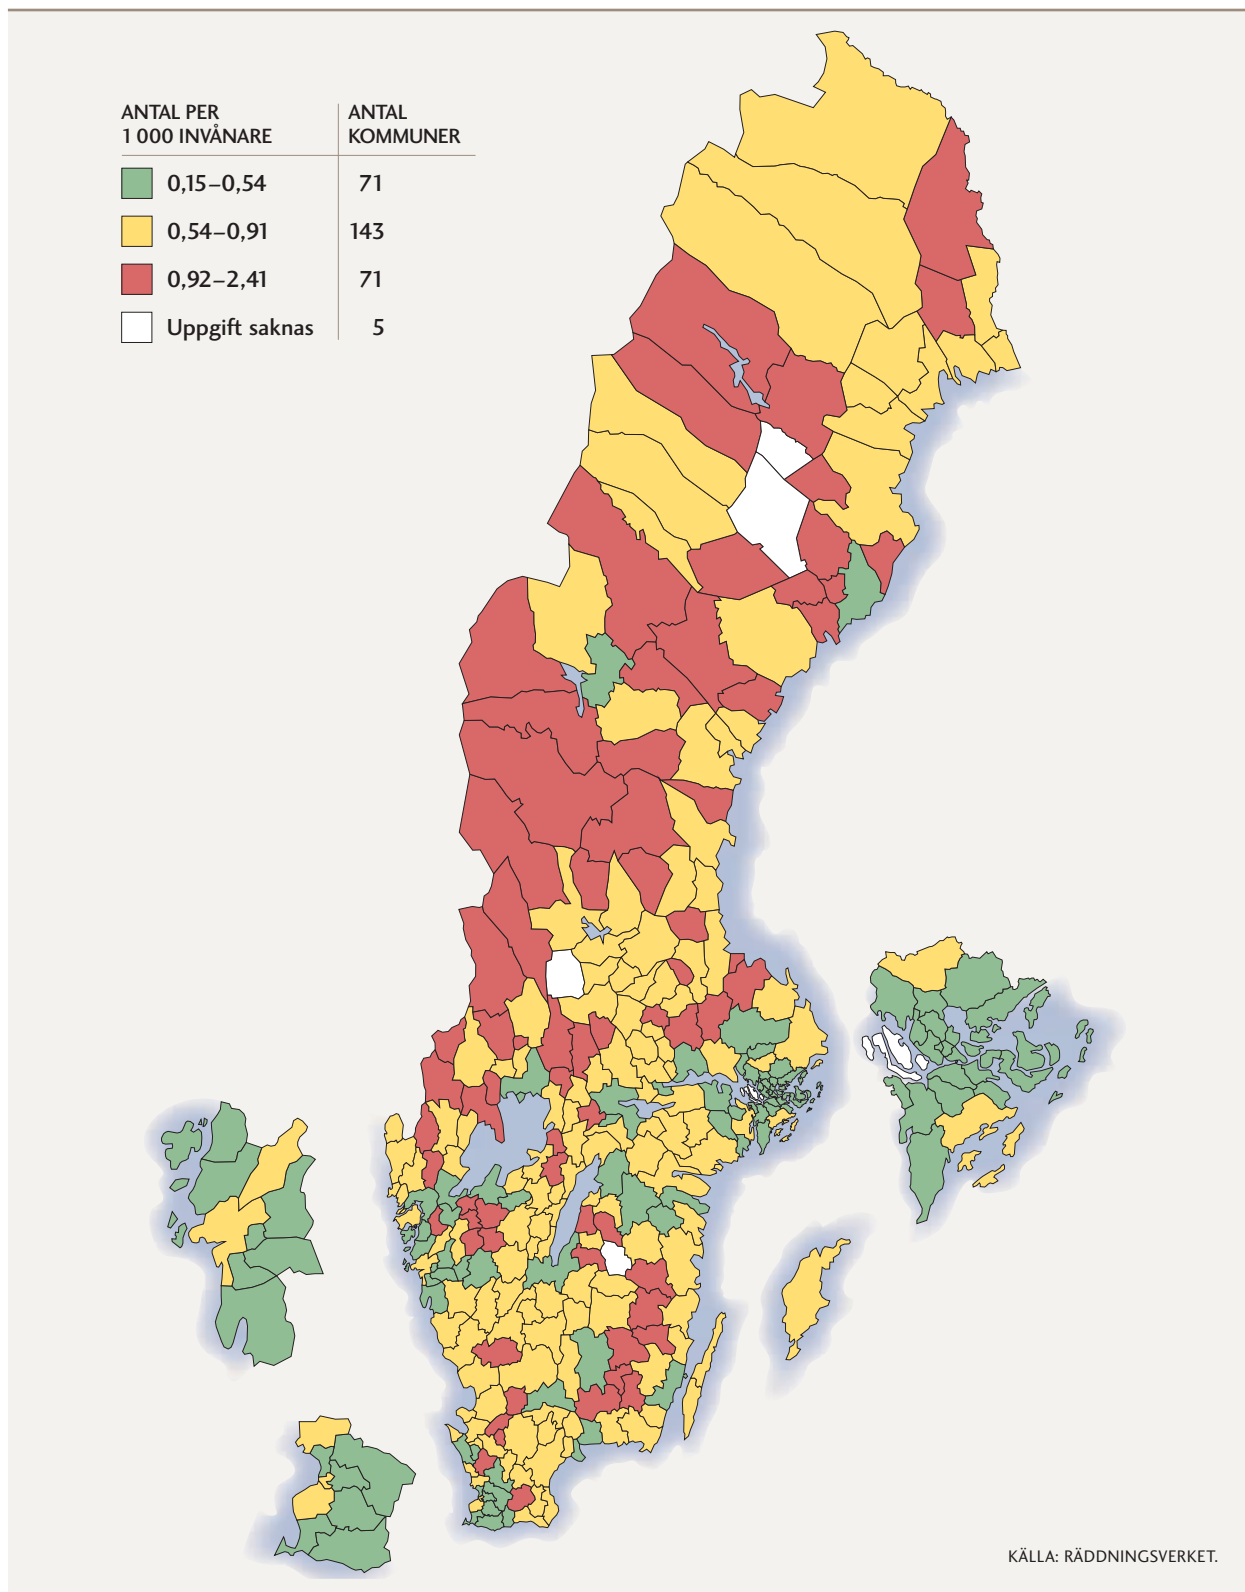 ANTAL PER
1 000 INVÅNARE
ANTAL
KOMMUNER
0,15–0,54 71
0,54–0,91 143
0,92–2,41 71
Uppgift saknas 5
KÄLLA: RÄDDNINGSVERKET.